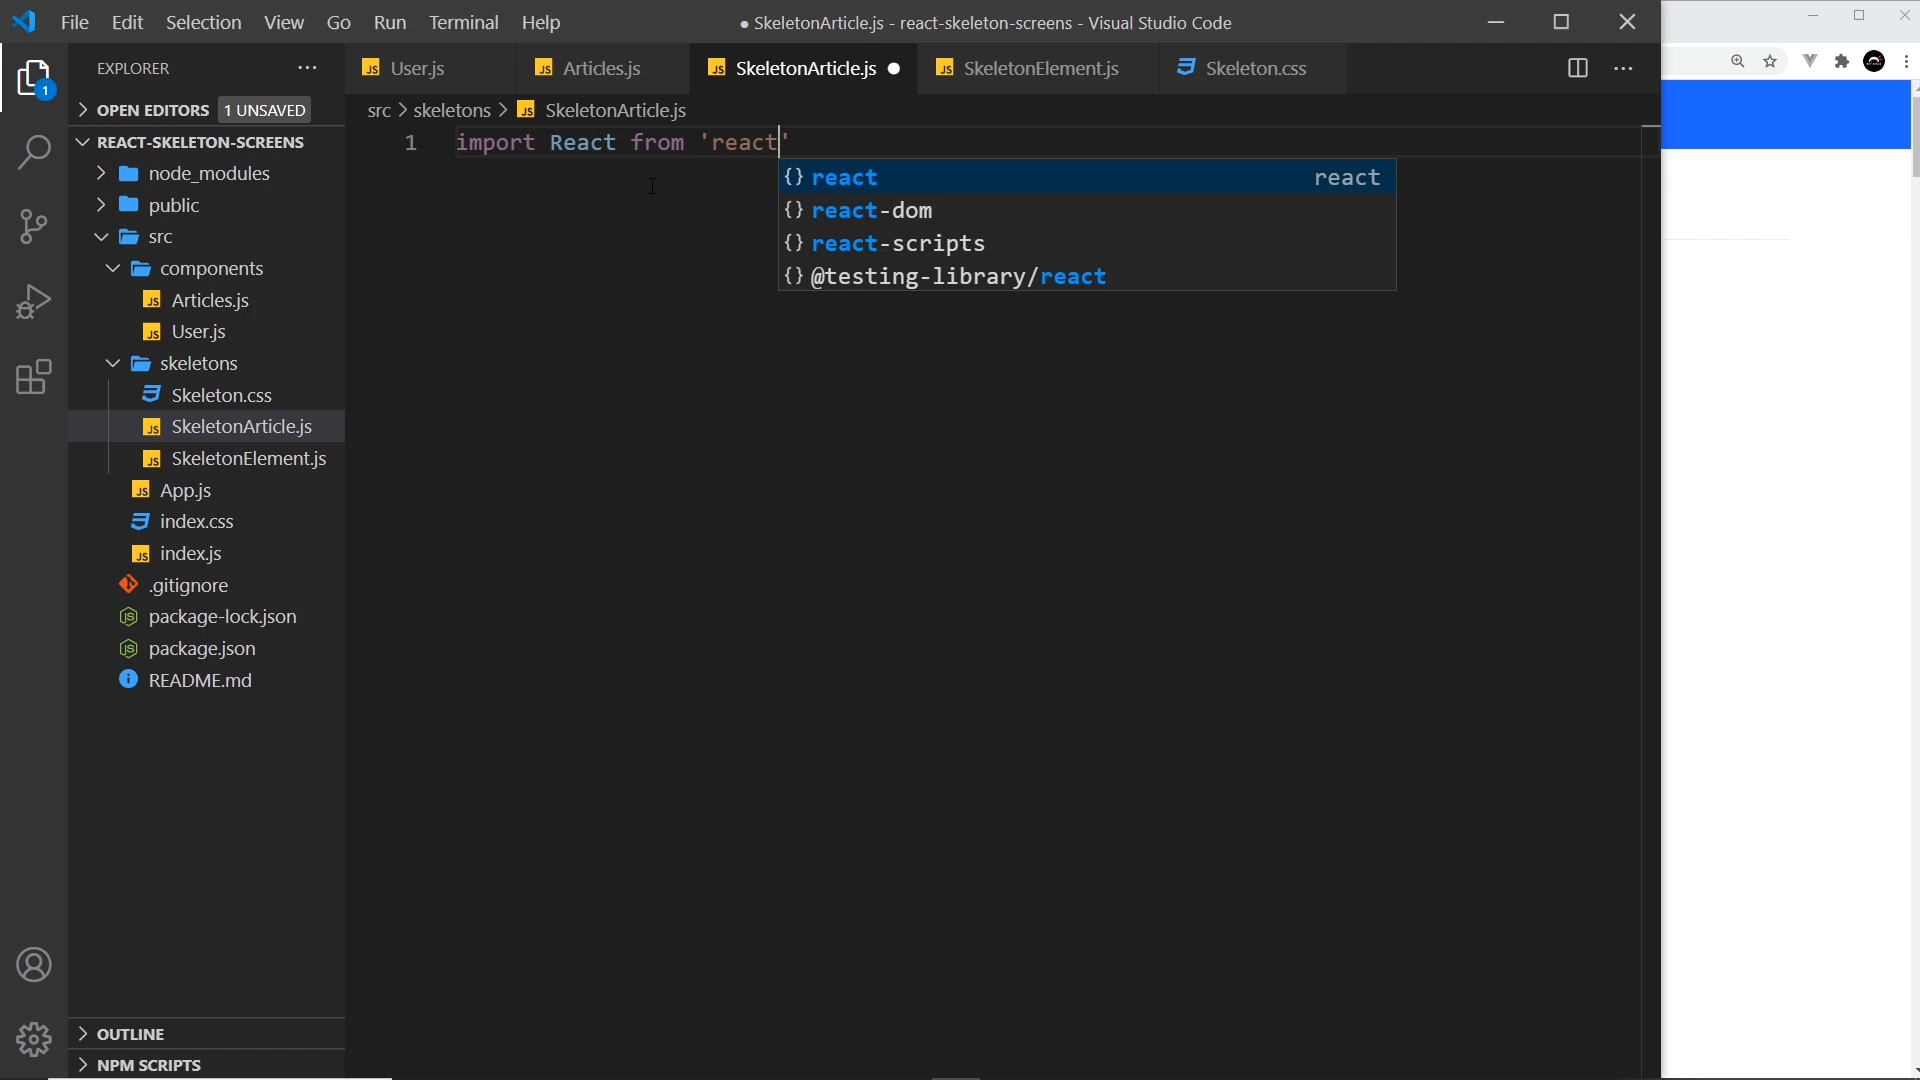 File Edit Selection View Go Run Terminal Help
● SkeletonArticle.js - react-skeleton-screens - Visual Studio Code
EXPLORER
1
OPEN EDITORS 1 UNSAVED
REACT-SKELETON-SCREENS
node_modules
public
src
components
Articles.js
User.js
skeletons
Skeleton.css
SkeletonArticle.js
SkeletonElement.js
App.js
index.css
index.js
.gitignore
package-lock.json
package.json
README.md
OUTLINE
NPM SCRIPTS
User.js Articles.js SkeletonArticle.js ● SkeletonElement.js Skeleton.css
src > skeletons > SkeletonArticle.js
1 import React from 'react'
{} react react
{} react-dom
{} react-scripts
{} @testing-library/react